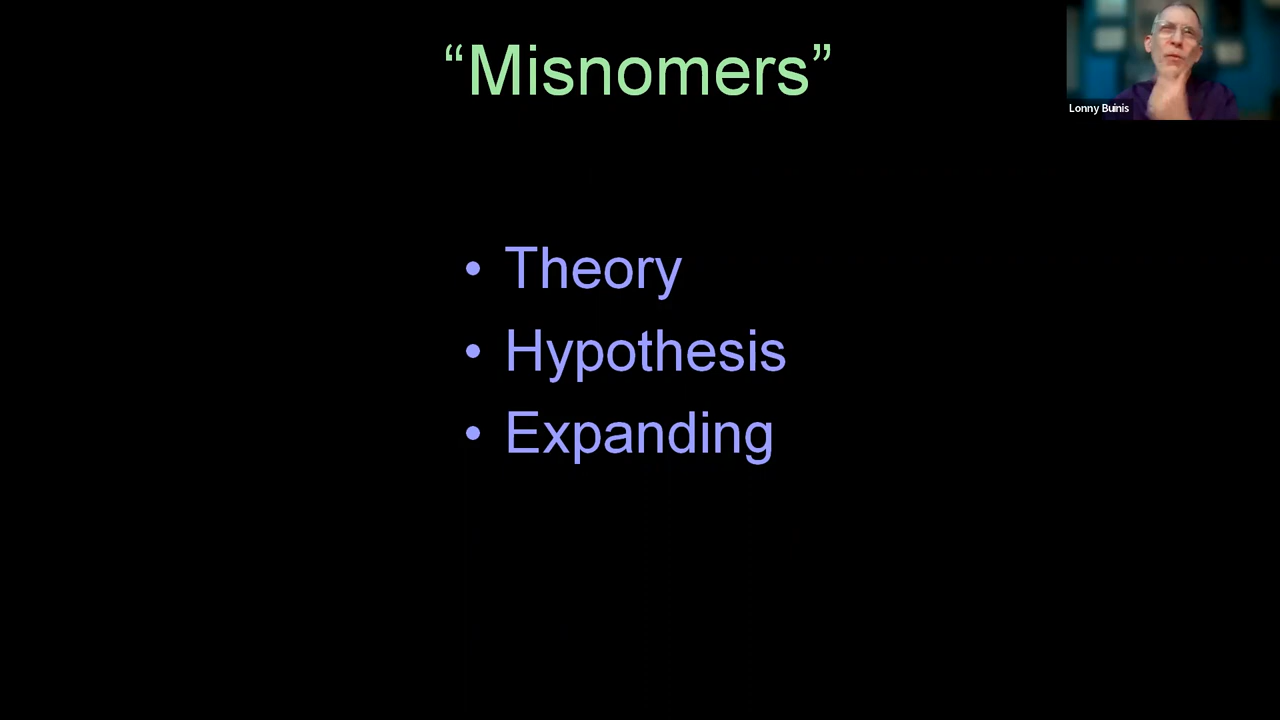 “Misnomers”
Lonny Buinis
• Theory
• Hypothesis
• Expanding